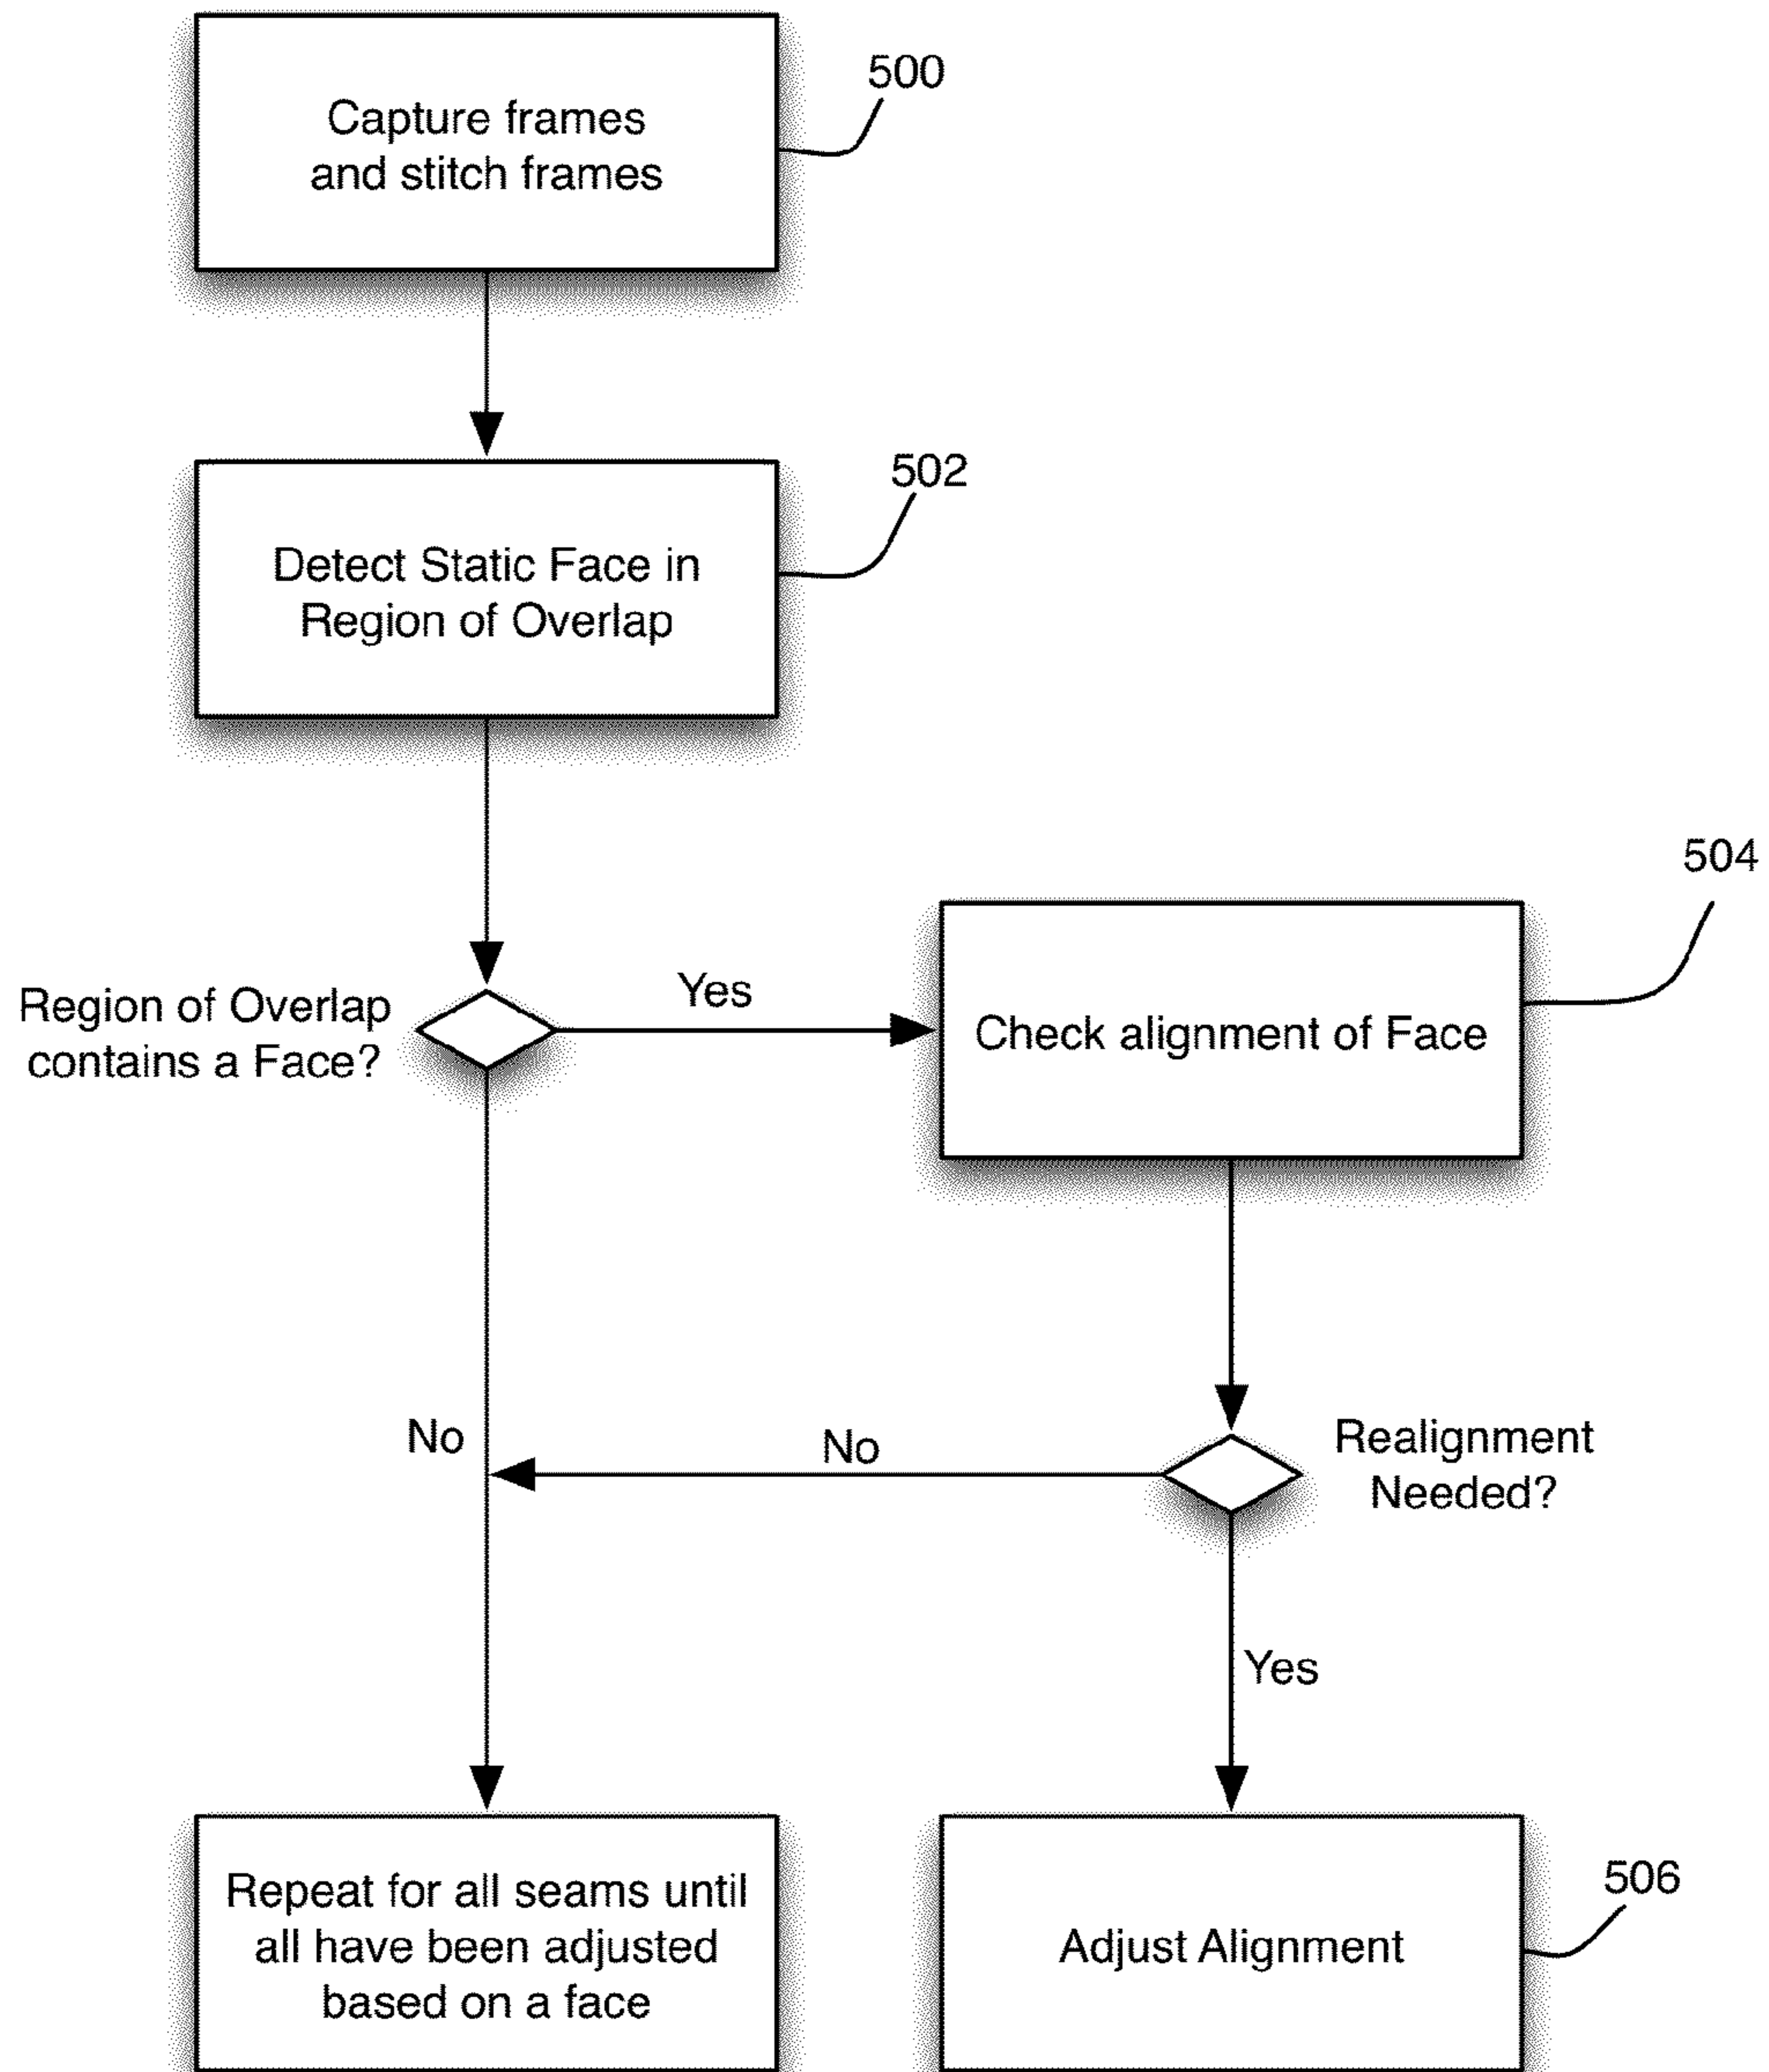 Capture frames
and stitch frames
500
Detect Static Face in
Region of Overlap
502
Region of Overlap
contains a Face?
Yes
Check alignment of Face
504
No
No
Realignment
Needed?
Yes
Repeat for all seams until
all have been adjusted
based on a face
Adjust Alignment
506